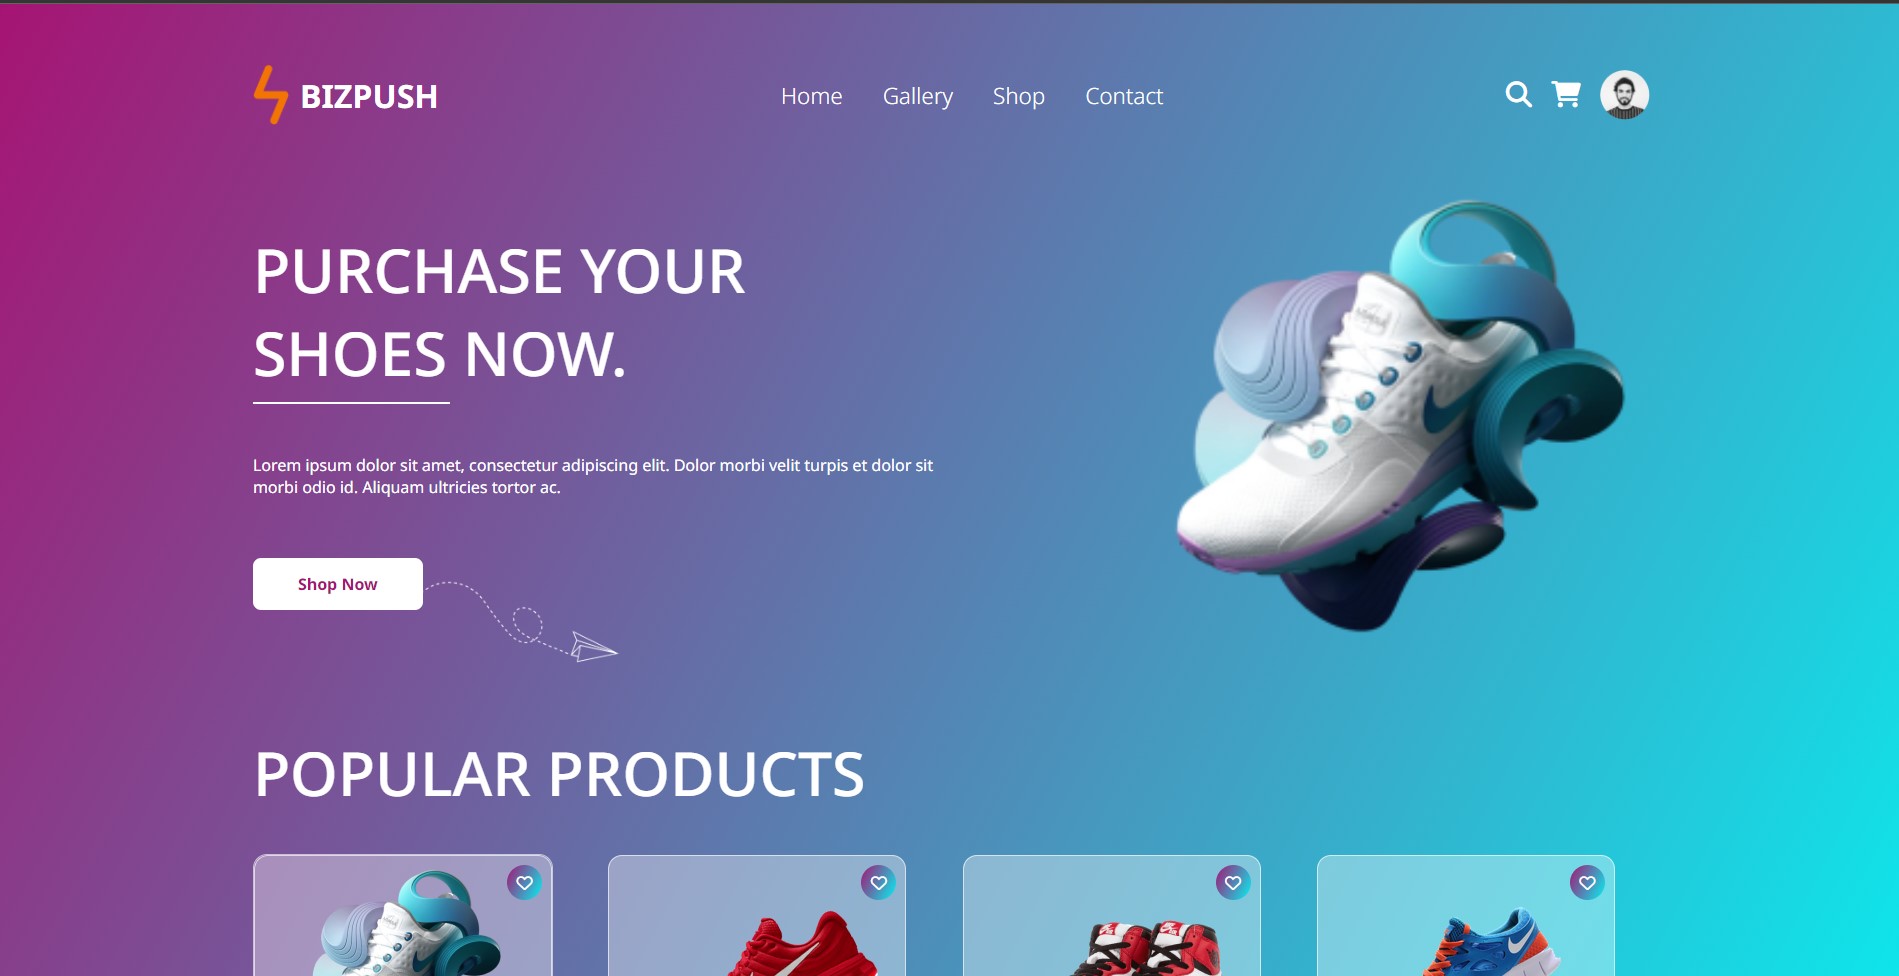 BIZPUSH
Home Gallery Shop Contact
PURCHASE YOUR
SHOES NOW.
Lorem ipsum dolor sit amet, consectetur adipiscing elit. Dolor morbi velit turpis et dolor sit
morbi odio id. Aliquam ultricies tortor ac.
Shop Now
POPULAR PRODUCTS